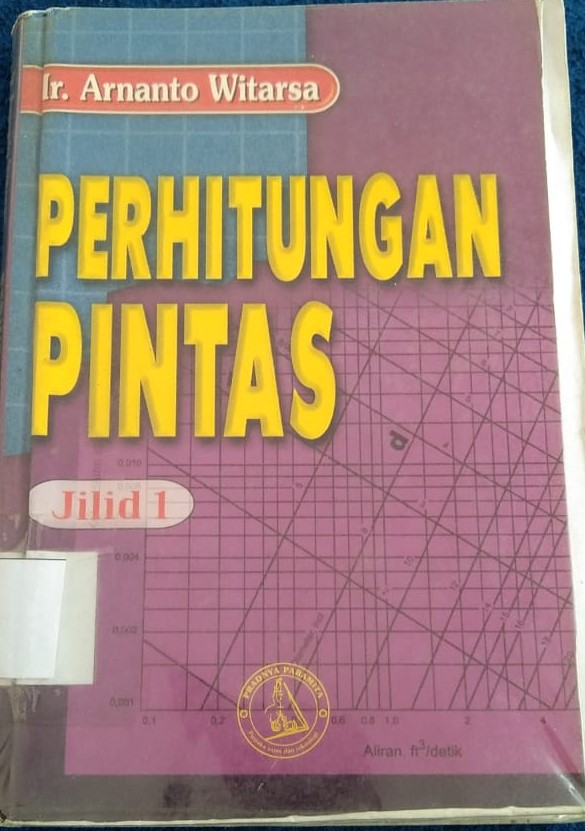 Ir. Arnanto Witarsa
PERHITUNGAN
PINTAS
Jilid 1
d
0,010
0,004
0,002
0,001
0,1 0,2 0,6 0,8 1,0 2 4
PRADNYA PARAMITA
Aliran ft³/detik